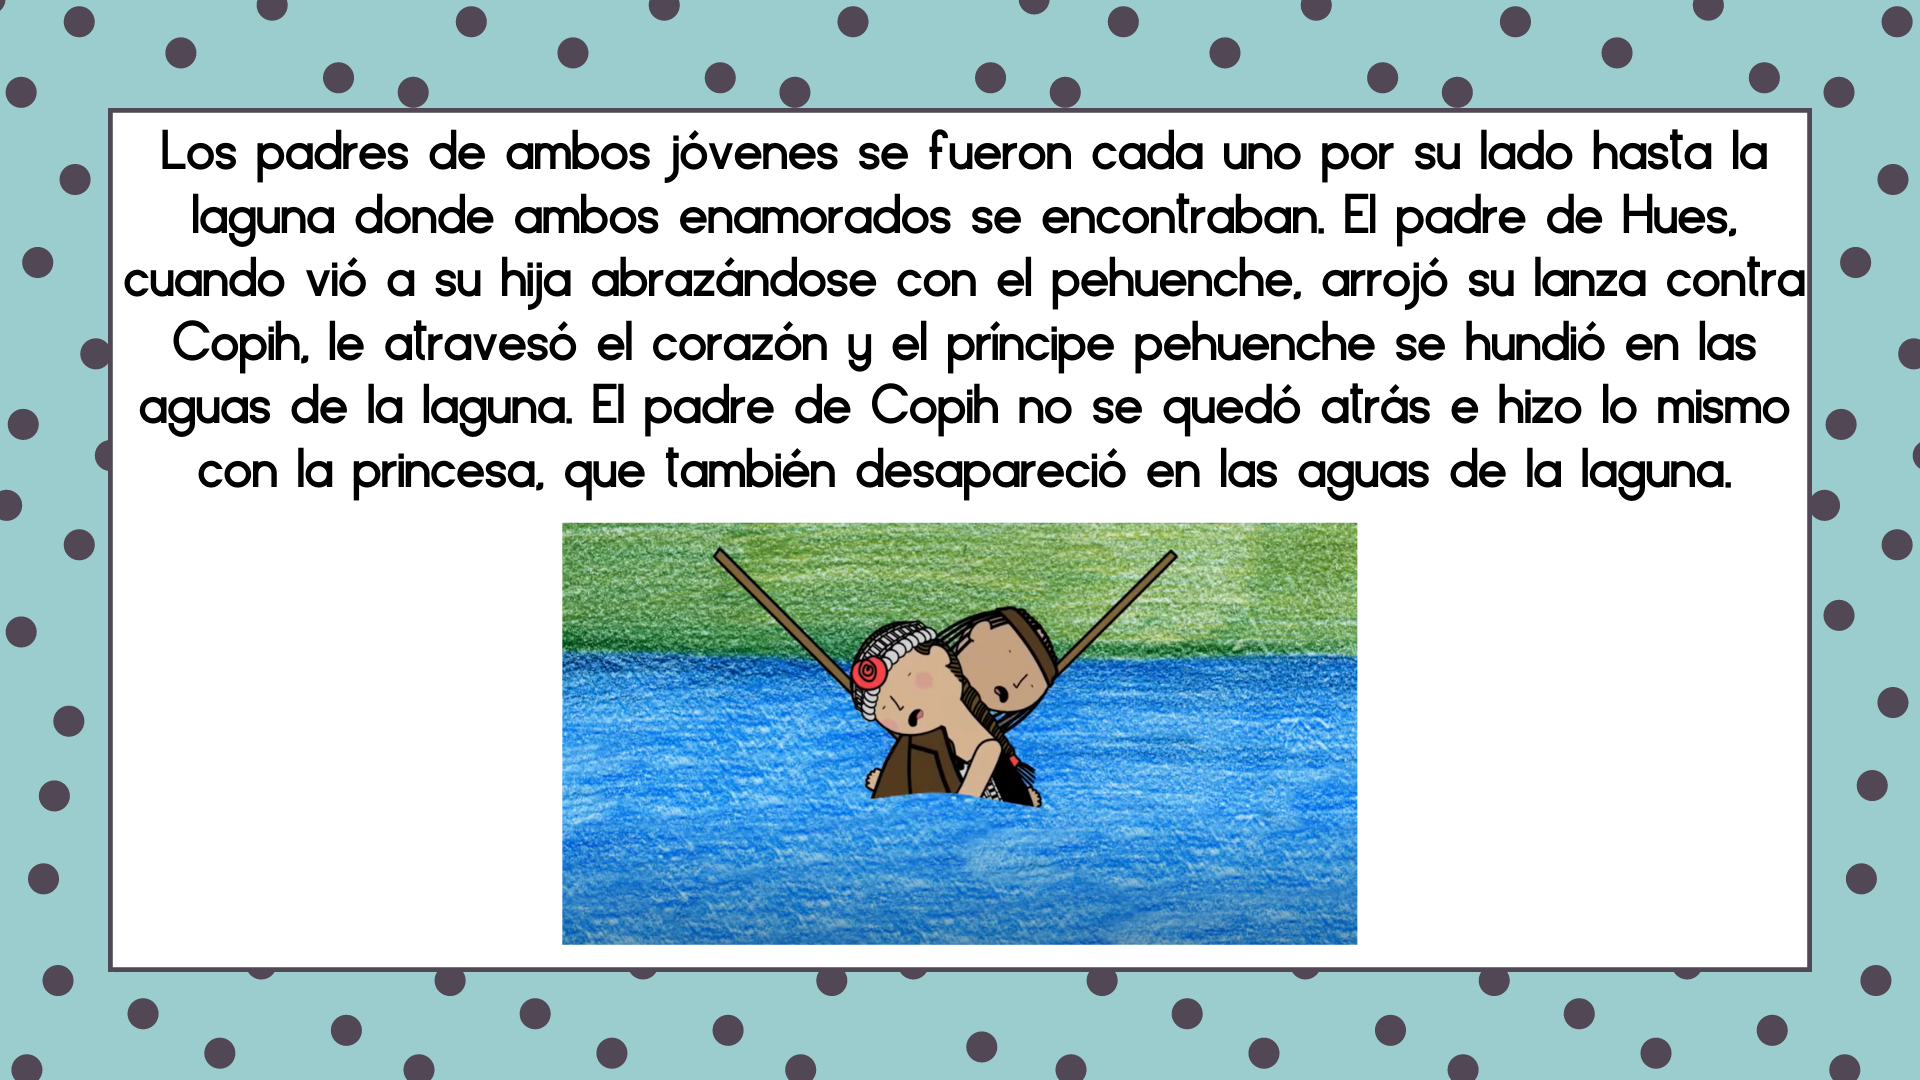 Los padres de ambos jóvenes se fueron cada uno por su lado hasta la
laguna donde ambos enamorados se encontraban. El padre de Hues,
cuando vió a su hija abrazándose con el pehuenche, arrojó su lanza contra
Copih, le atravesó el corazón y el príncipe pehuenche se hundió en las
aguas de la laguna. El padre de Copih no se quedó atrás e hizo lo mismo
con la princesa, que también desapareció en las aguas de la laguna.